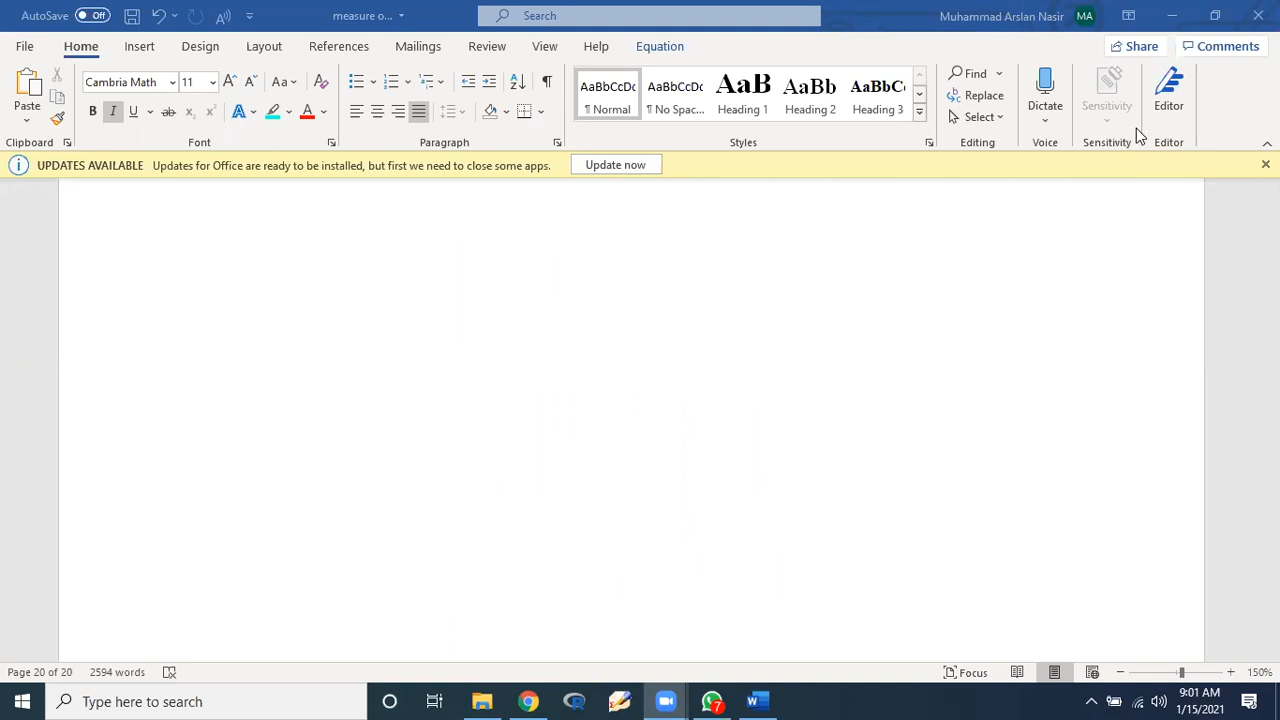 AutoSave Off measure o... Search Muhammad Arslan Nasir MA
File Home Insert Design Layout References Mailings Review View Help Equation Share Comments
Paste Cambria Math 11 Aa AaBbCcDc AaBbCcDc AaB AaBb AaBbC Find Replace Select Dictate Sensitivity Editor
B I U ab x x A A ¶ Normal ¶ No Spac... Heading 1 Heading 2 Heading 3
Clipboard Font Paragraph Styles Editing Voice Sensitivity Editor
UPDATES AVAILABLE Updates for Office are ready to be installed, but first we need to close some apps. Update now
Page 20 of 20 2594 words Focus 150%
Type here to search 7 9:01 AM
1/15/2021